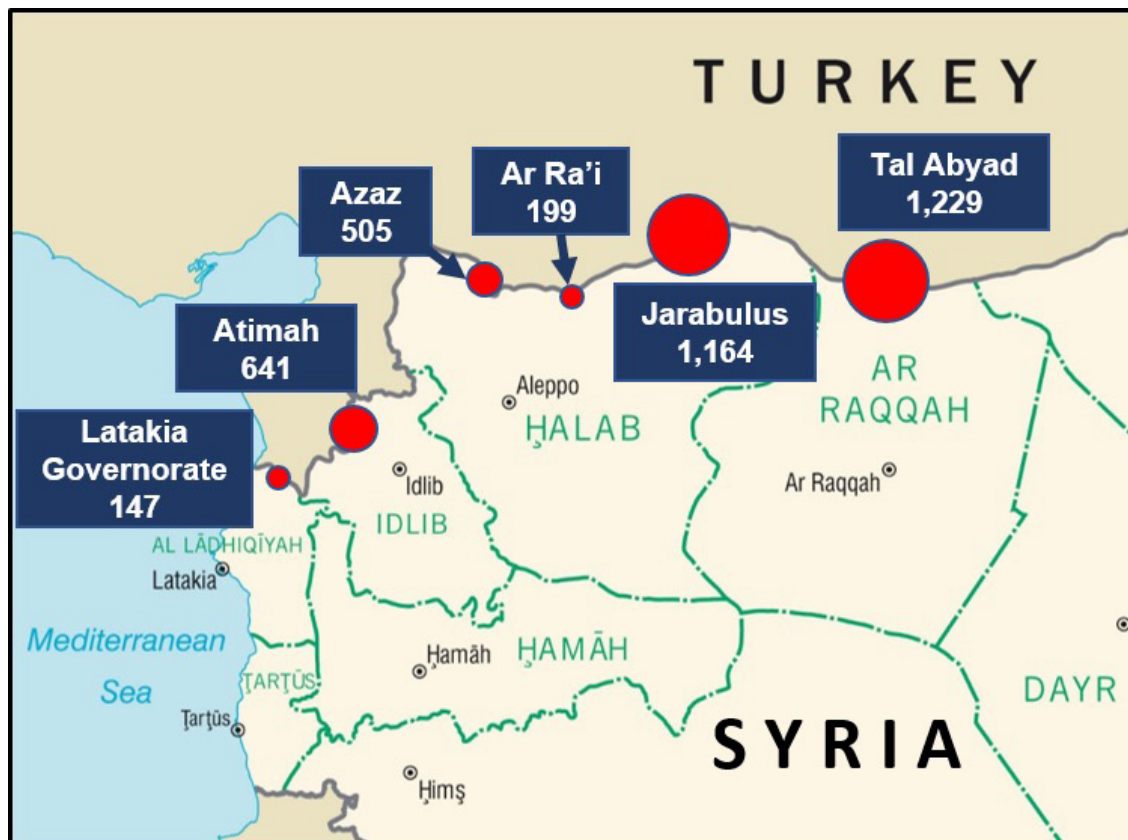 TURKEY
Tal Abyad
1,229
Ar Ra’i
199
Azaz
505
Jarabulus
1,164
Atimah
641
AR
RAQQAH
Aleppo
ḨALAB
Latakia
Governorate
147
Idlib
Ar Raqqah
IDLIB
AL LĀDHIQĪYAH
Latakia
Mediterranean
Sea
Ḩamāh
ḨAMĀH
ŢARŢŪS
DAYR
Ţarţūs
SYRIA
Ḩimş